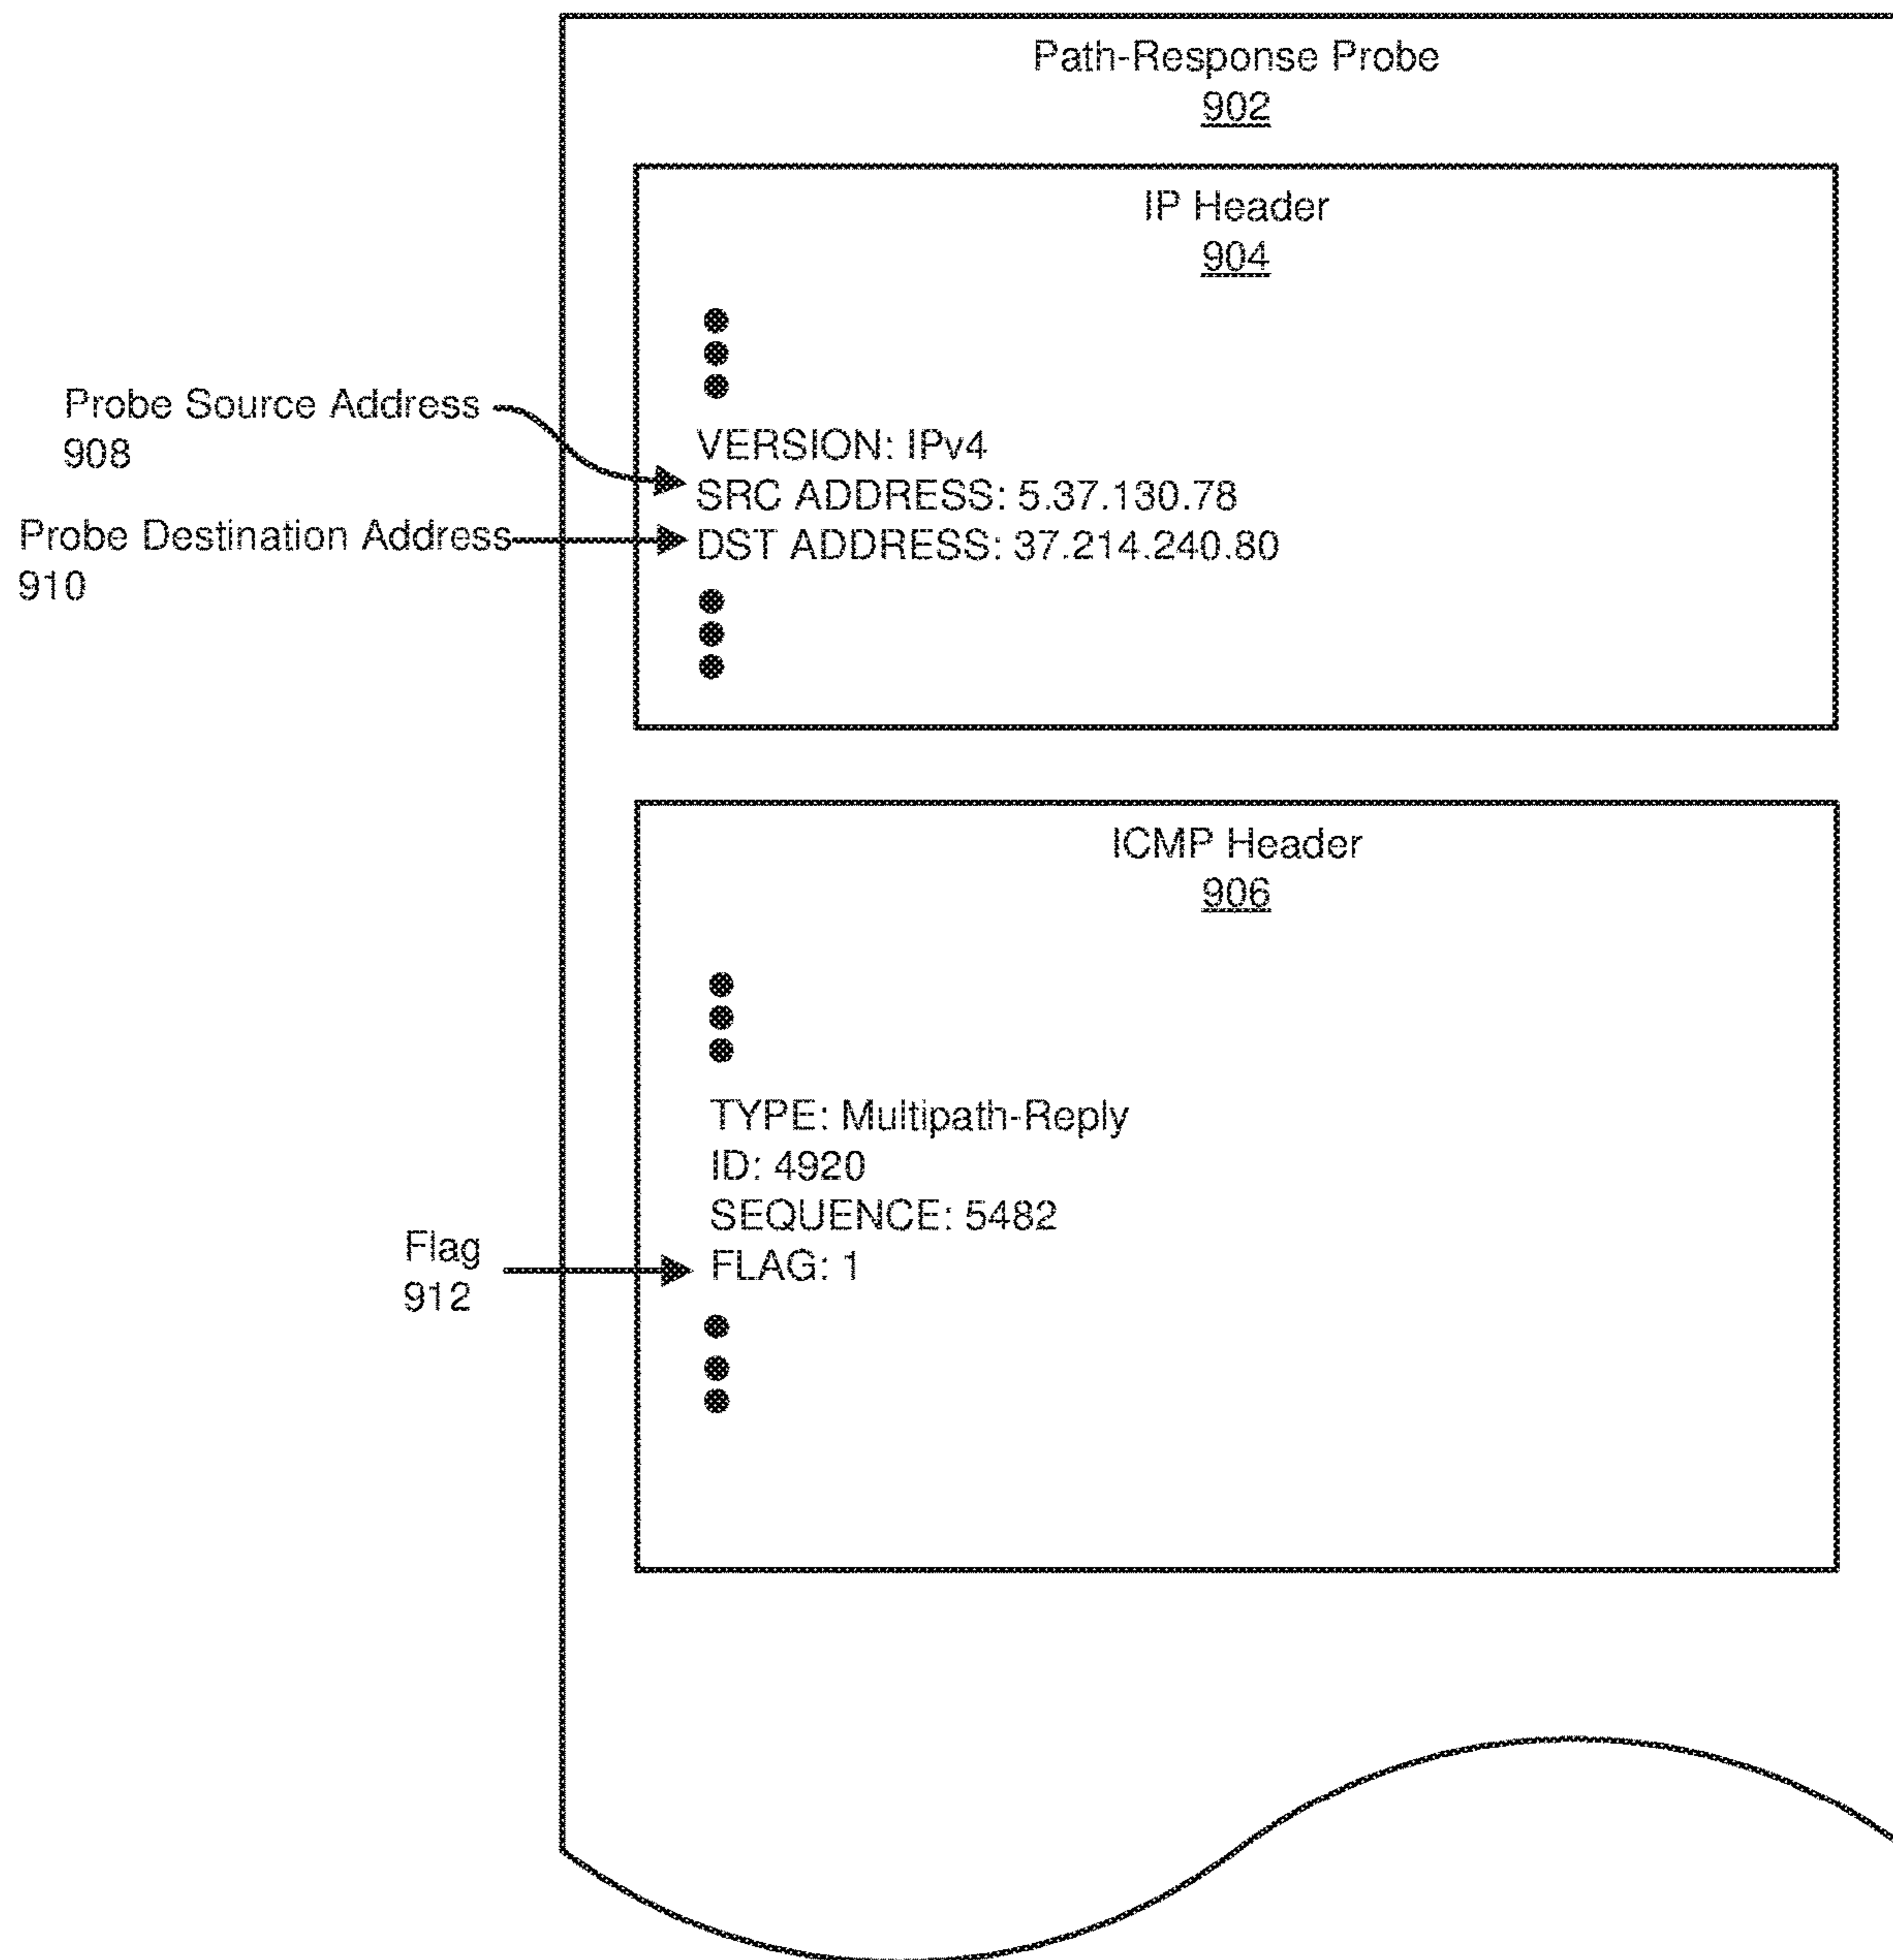 Path-Response Probe
902
IP Header
904
Probe Source Address
908
VERSION: IPv4
SRC ADDRESS: 5.37.130.78
Probe Destination Address
910
DST ADDRESS: 37.214.240.80
ICMP Header
906
TYPE: Multipath-Reply
ID: 4920
SEQUENCE: 5482
Flag
912
FLAG: 1